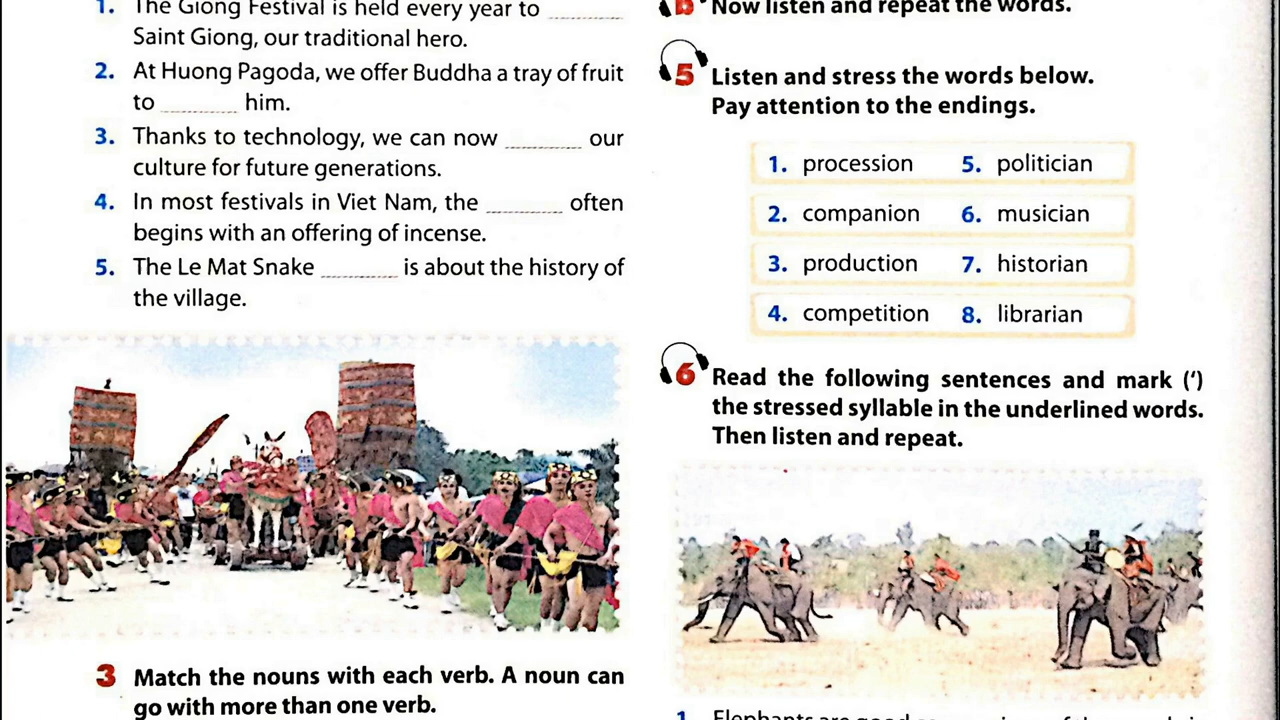 1. The Giong Festival is held every year to ________
Saint Giong, our traditional hero.
2. At Huong Pagoda, we offer Buddha a tray of fruit
to ________ him.
3. Thanks to technology, we can now ________ our
culture for future generations.
4. In most festivals in Viet Nam, the ________ often
begins with an offering of incense.
5. The Le Mat Snake ________ is about the history of
the village.
3 Match the nouns with each verb. A noun can
go with more than one verb.
b Now listen and repeat the words.
5 Listen and stress the words below.
Pay attention to the endings.
1. procession 5. politician
2. companion 6. musician
3. production 7. historian
4. competition 8. librarian
6 Read the following sentences and mark (‘)
the stressed syllable in the underlined words.
Then listen and repeat.
1. Elephants are good